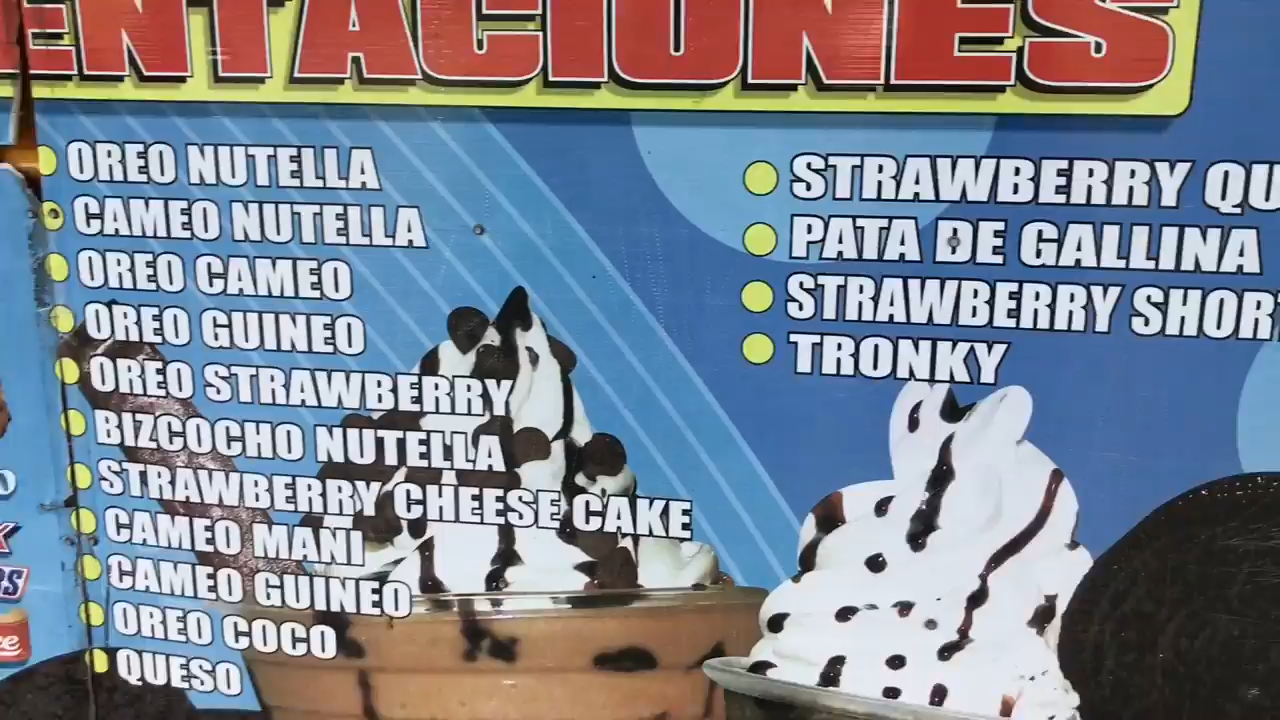 ENTACIONES
OREO NUTELLA
CAMEO NUTELLA
OREO CAMEO
OREO GUINEO
OREO STRAWBERRY
BIZCOCHO NUTELLA
STRAWBERRY CHEESE CAKE
CAMEO MANI
CAMEO GUINEO
OREO COCO
QUESO
STRAWBERRY QU
PATA DE GALLINA
STRAWBERRY SHORT
TRONKY